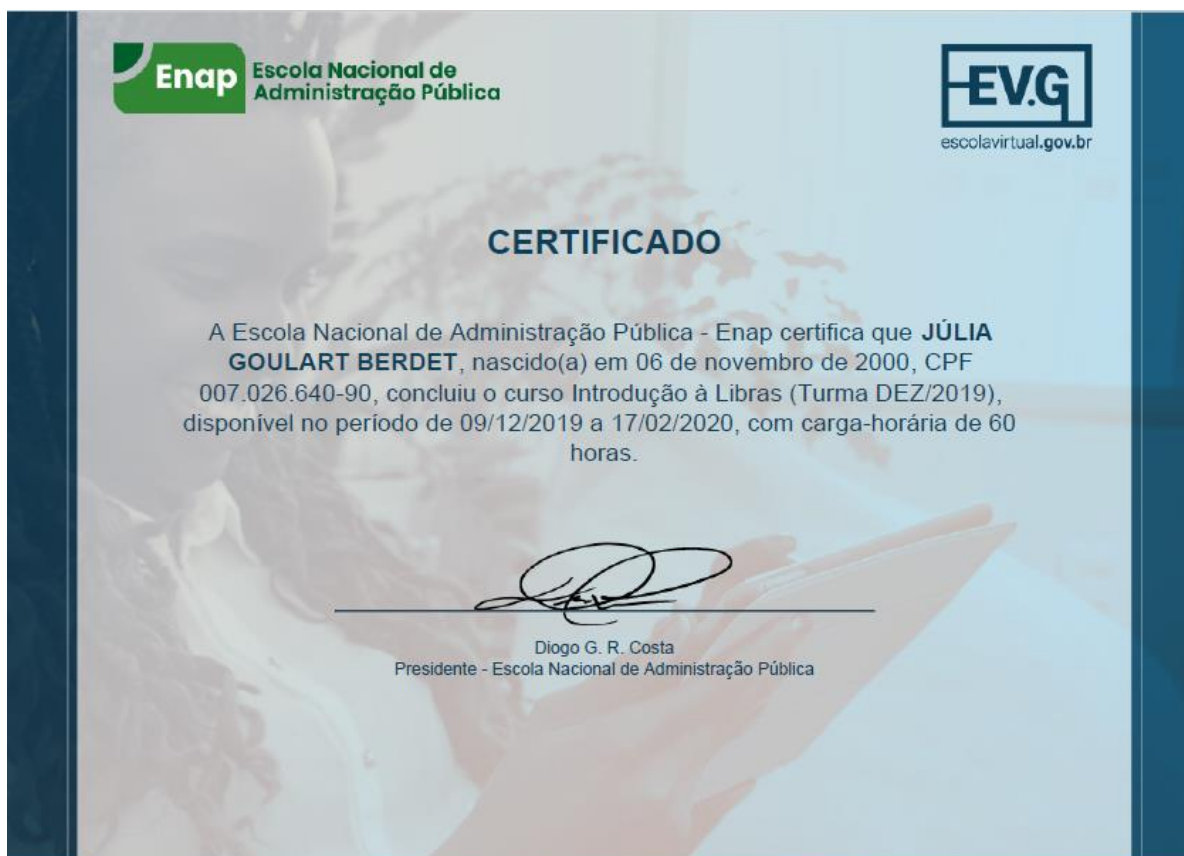 Enap
Escola Nacional de
Administração Pública
EV.G
escolavirtual.gov.br
CERTIFICADO
A Escola Nacional de Administração Pública - Enap certifica que JÚLIA
GOULART BERDET, nascido(a) em 06 de novembro de 2000, CPF
007.026.640-90, concluiu o curso Introdução à Libras (Turma DEZ/2019),
disponível no período de 09/12/2019 a 17/02/2020, com carga-horária de 60
horas.
Diogo G. R. Costa
Presidente - Escola Nacional de Administração Pública